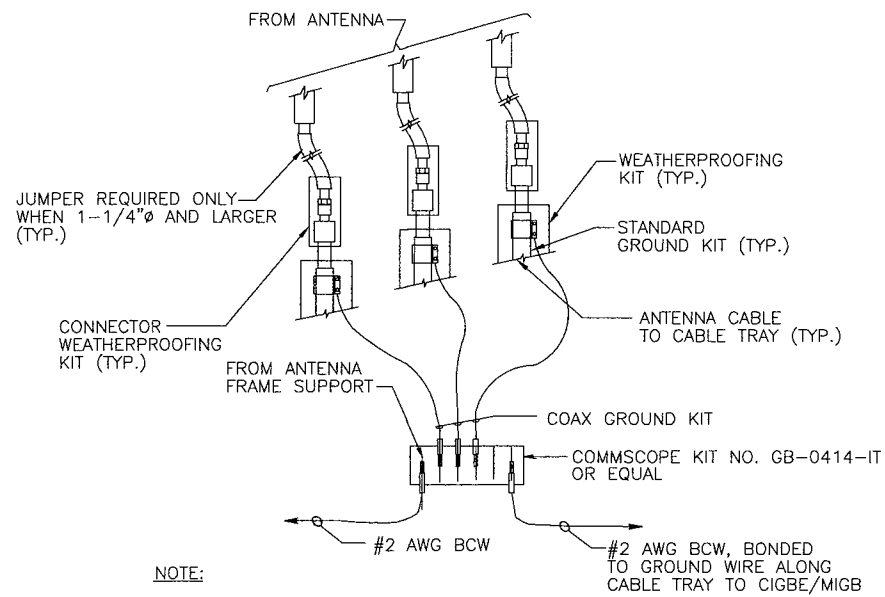 FROM ANTENNA
WEATHERPROOFING
KIT (TYP.)
JUMPER REQUIRED ONLY
WHEN 1-1/4"ø AND LARGER
(TYP.)
STANDARD
GROUND KIT (TYP.)
ANTENNA CABLE
TO CABLE TRAY (TYP.)
CONNECTOR
WEATHERPROOFING
KIT (TYP.)
FROM ANTENNA
FRAME SUPPORT
COAX GROUND KIT
COMMSCOPE KIT NO. GB-0414-IT
OR EQUAL
#2 AWG BCW
#2 AWG BCW, BONDED
TO GROUND WIRE ALONG
CABLE TRAY TO CIGBE/MIGB
NOTE: